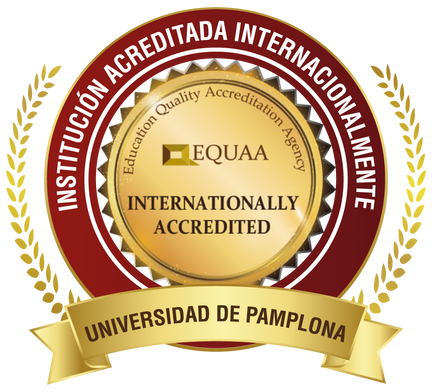 INSTITUCIÓN ACREDITADA INTERNACIONALMENTE
Education Quality Accreditation Agency
EQUAA
INTERNATIONALLY
ACCREDITED
UNIVERSIDAD DE PAMPLONA